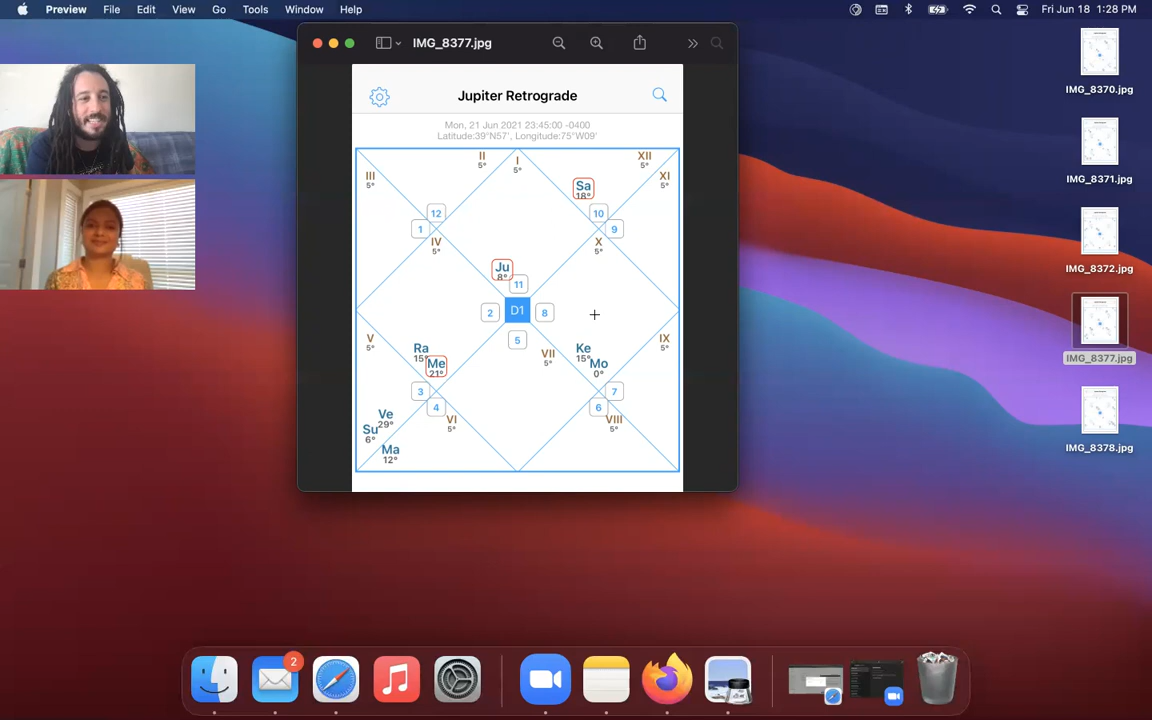 Preview File Edit View Go Tools Window Help Fri Jun 18 1:28 PM
IMG_8377.jpg
Jupiter Retrograde
Mon, 21 Jun 2021 23:45:00 -0400
Latitude:39°N57', Longitude:75°W09'
II
5°
I
5°
XII
5°
III
5°
XI
5°
Sa
18°
12
10
1
9
IV
5°
X
5°
Ju
8°
11
2
D1
8
5
V
5°
Ra
15°
Me
21°
VII
5°
Ke
15°
Mo
0°
IX
5°
3
7
4
6
Ve
29°
Su
6°
Ma
12°
VI
5°
VIII
5°
IMG_8370.jpg
IMG_8371.jpg
IMG_8372.jpg
IMG_8377.jpg
IMG_8378.jpg
2